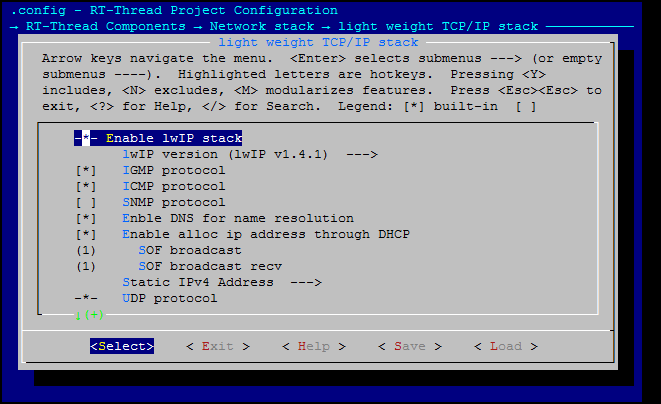 .config - RT-Thread Project Configuration
→ RT-Thread Components → Network stack → light weight TCP/IP stack
light weight TCP/IP stack
Arrow keys navigate the menu.  <Enter> selects submenus ---> (or empty
submenus ----).  Highlighted letters are hotkeys.  Pressing <Y>
includes, <N> excludes, <M> modularizes features.  Press <Esc><Esc> to
exit, <?> for Help, </> for Search.  Legend: [*] built-in  [ ]
-*- Enable lwIP stack
lwIP version (lwIP v1.4.1)  --->
[*] IGMP protocol
[*] ICMP protocol
[ ] SNMP protocol
[*] Enble DNS for name resolution
[*] Enable alloc ip address through DHCP
(1) SOF broadcast
(1) SOF broadcast recv
Static IPv4 Address  --->
-*- UDP protocol
↓(+)
<Select> < Exit > < Help > < Save > < Load >